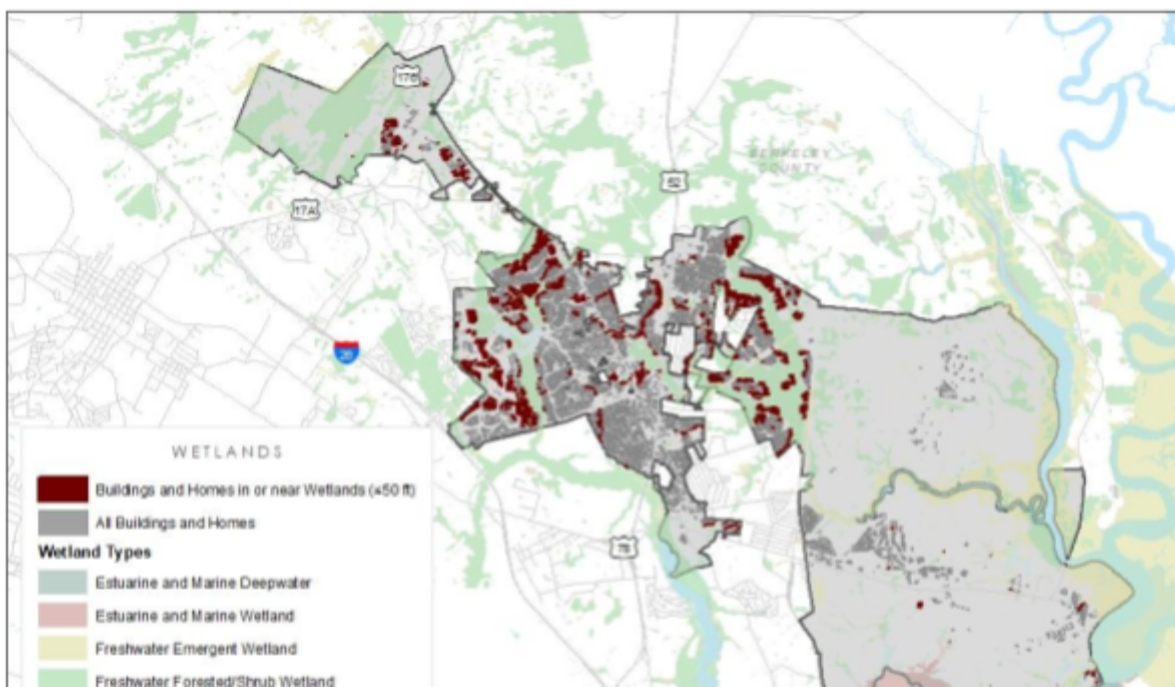 17B
BERKELEY
COUNTY
52
17A
26
WETLANDS
Buildings and Homes in or near Wetlands (≤50 ft)
All Buildings and Homes
78
Wetland Types
Estuarine and Marine Deepwater
Estuarine and Marine Wetland
Freshwater Emergent Wetland
Freshwater Forested/Shrub Wetland